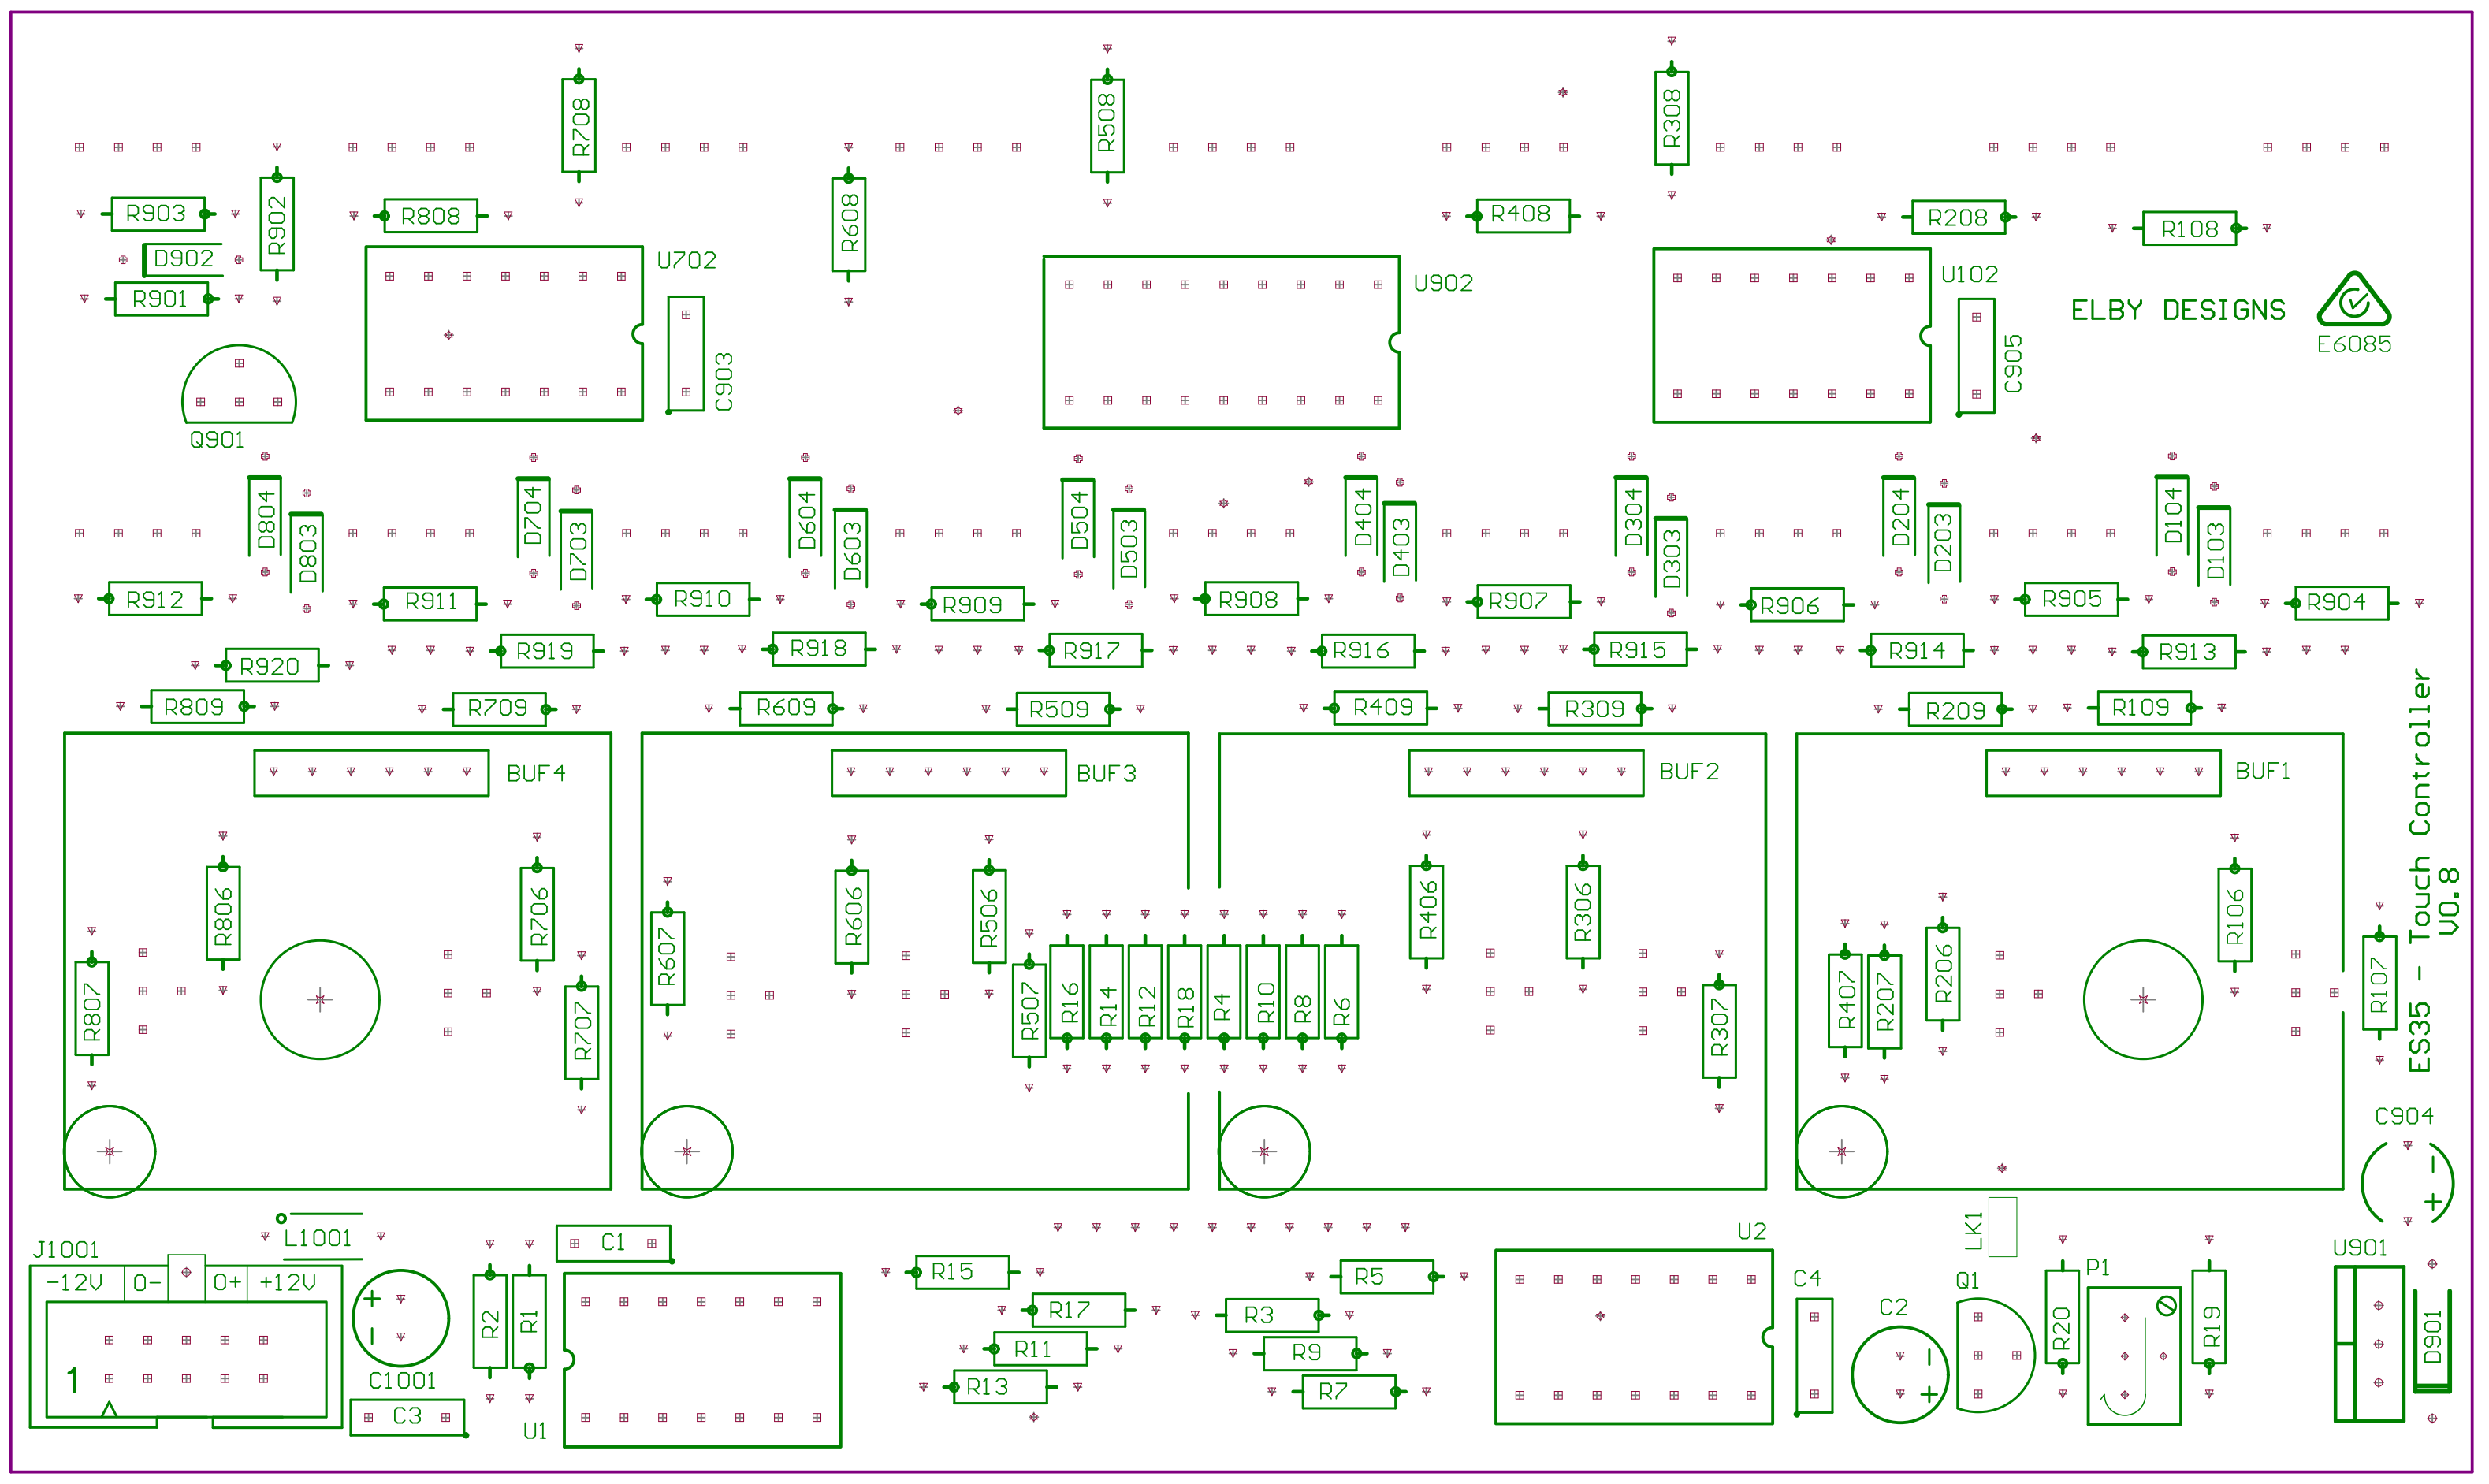 R708
R508
R308
R903
R902
R808
R608
R408
R208
R108
D902
R901
U702
U902
U102
ELBY DESIGNS
E6085
C903
C905
Q901
D804
D803
D704
D703
D604
D603
D504
D503
D404
D403
D304
D303
D204
D203
D104
D103
R912
R911
R910
R909
R908
R907
R906
R905
R904
R920
R919
R918
R917
R916
R915
R914
R913
R809
R709
R609
R509
R409
R309
R209
R109
BUF4
BUF3
BUF2
BUF1
ES35 - Touch Controller
V0.8
R807
R806
R706
R707
R607
R606
R506
R507
R16
R14
R12
R18
R4
R10
R8
R6
R406
R306
R307
R407
R207
R206
R106
R107
C904
J1001
L1001
C1
U2
LK1
U901
-12V
0-
0+
+12V
+
-
1
C1001
C3
R2
R1
U1
R15
R17
R11
R13
R5
R3
R9
R7
C4
C2
-
+
Q1
R20
P1
R19
D901
-
+